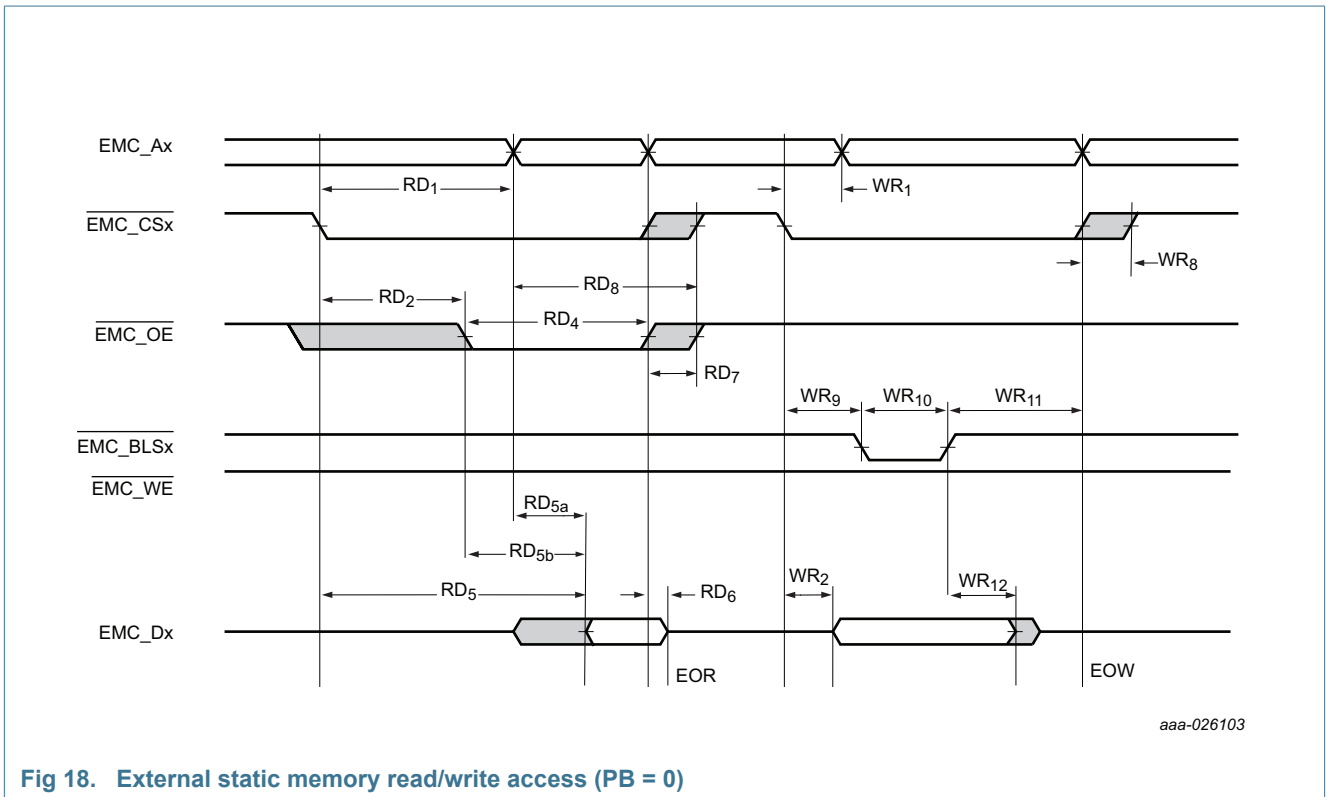 EMC_Ax
RD1
WR1
EMC_CSx
RD8
WR8
RD2
RD4
EMC_OE
RD7
WR9
WR10
WR11
EMC_BLSx
EMC_WE
RD5a
RD5b
RD5
RD6
WR2
WR12
EMC_Dx
EOR
EOW
aaa-026103
Fig 18. External static memory read/write access (PB = 0)